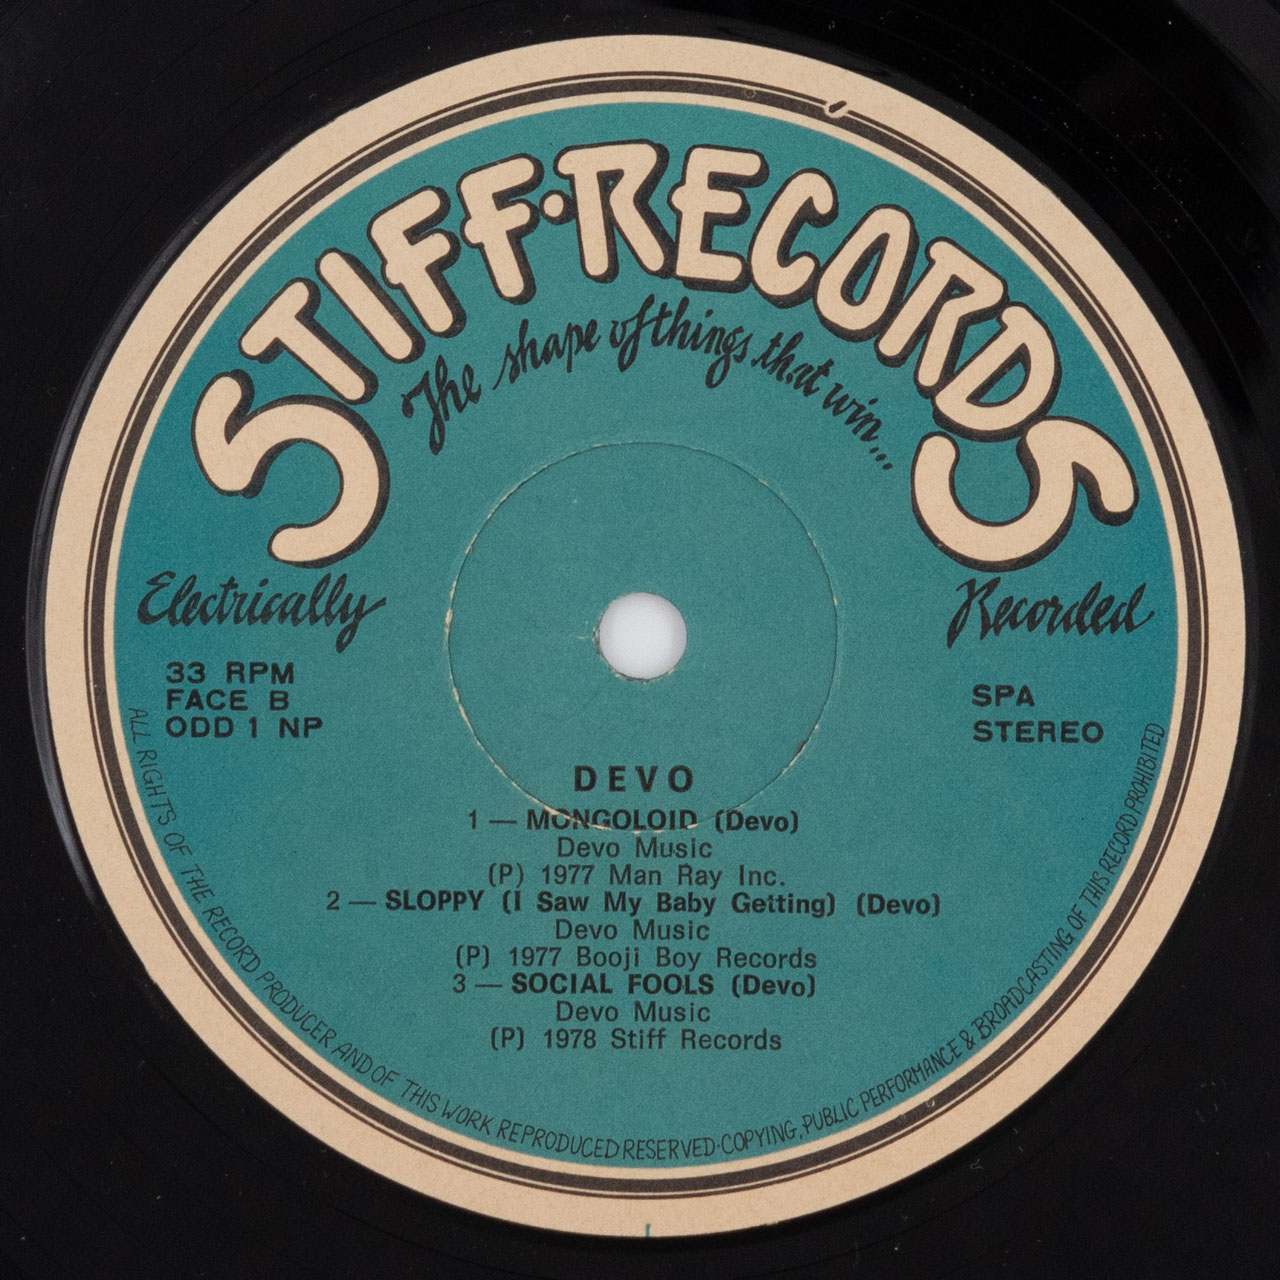 STIFF·RECORDS
The shape of things that win...
Electrically Recorded
33 RPM
FACE B
ODD 1 NP
SPA
STEREO
DEVO
1 — MONGOLOID (Devo)
Devo Music
(P) 1977 Man Ray Inc.
2 — SLOPPY (I Saw My Baby Getting) (Devo)
Devo Music
(P) 1977 Booji Boy Records
3 — SOCIAL FOOLS (Devo)
Devo Music
(P) 1978 Stiff Records
ALL RIGHTS OF THE RECORD PRODUCER AND OF THIS WORK REPRODUCED RESERVED·COPYING, PUBLIC PERFORMANCE & BROADCASTING OF THIS RECORD PROHIBITED